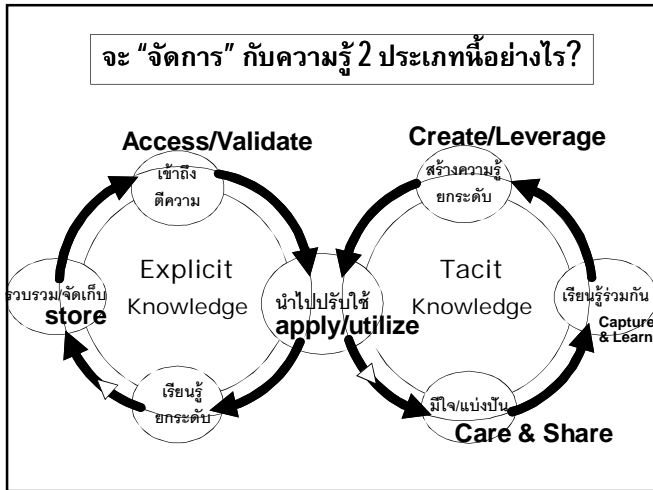 จะ “จัดการ” กับความรู้ 2 ประเภทนี้อย่างไร?
Access/Validate
เข้าถึง
ตีความ
Create/Leverage
สร้างความรู้
ยกระดับ
Explicit
Knowledge
Tacit
Knowledge
รวบรวม/จัดเก็บ
store
นำไปปรับใช้
apply/utilize
เรียนรู้ร่วมกัน
Capture
& Learn
เรียนรู้
ยกระดับ
มีใจ/แบ่งปัน
Care & Share